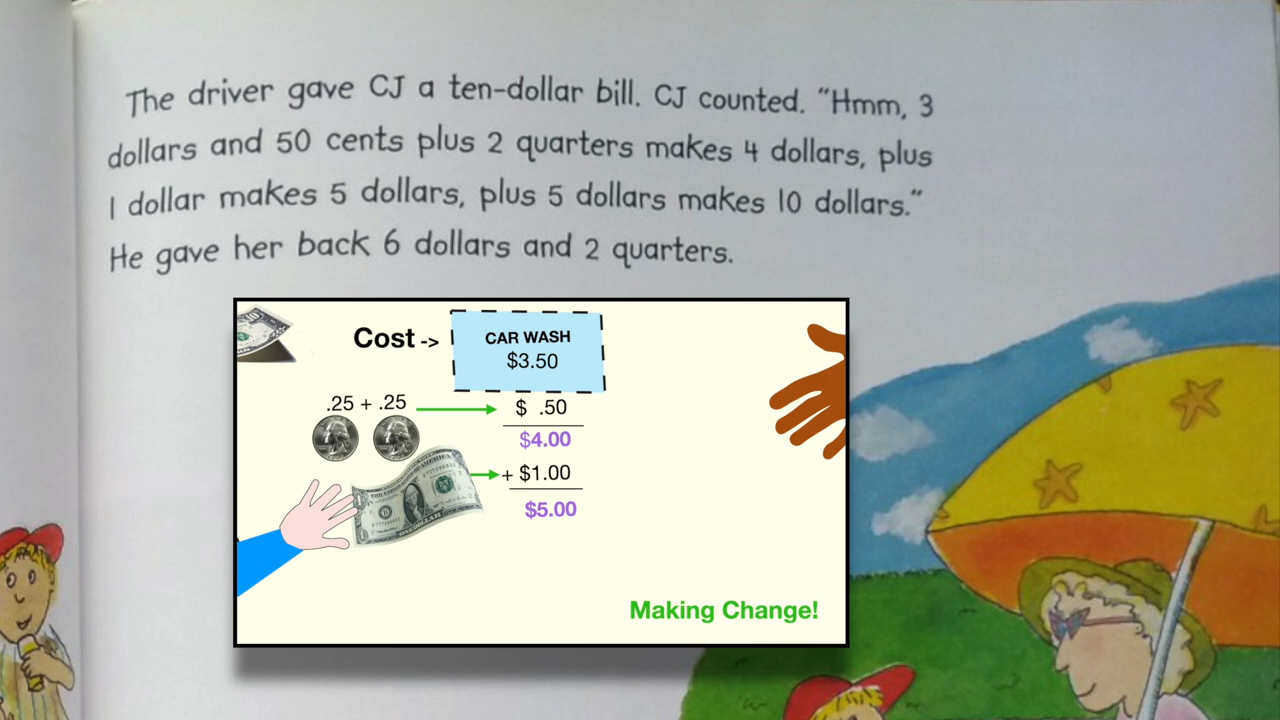 The driver gave CJ a ten-dollar bill. CJ counted. "Hmm, 3
dollars and 50 cents plus 2 quarters makes 4 dollars, plus
1 dollar makes 5 dollars, plus 5 dollars makes 10 dollars."
He gave her back 6 dollars and 2 quarters.
Cost ->
CAR WASH
$3.50
.25 + .25
$ .50
$4.00
+ $1.00
$5.00
Making Change!